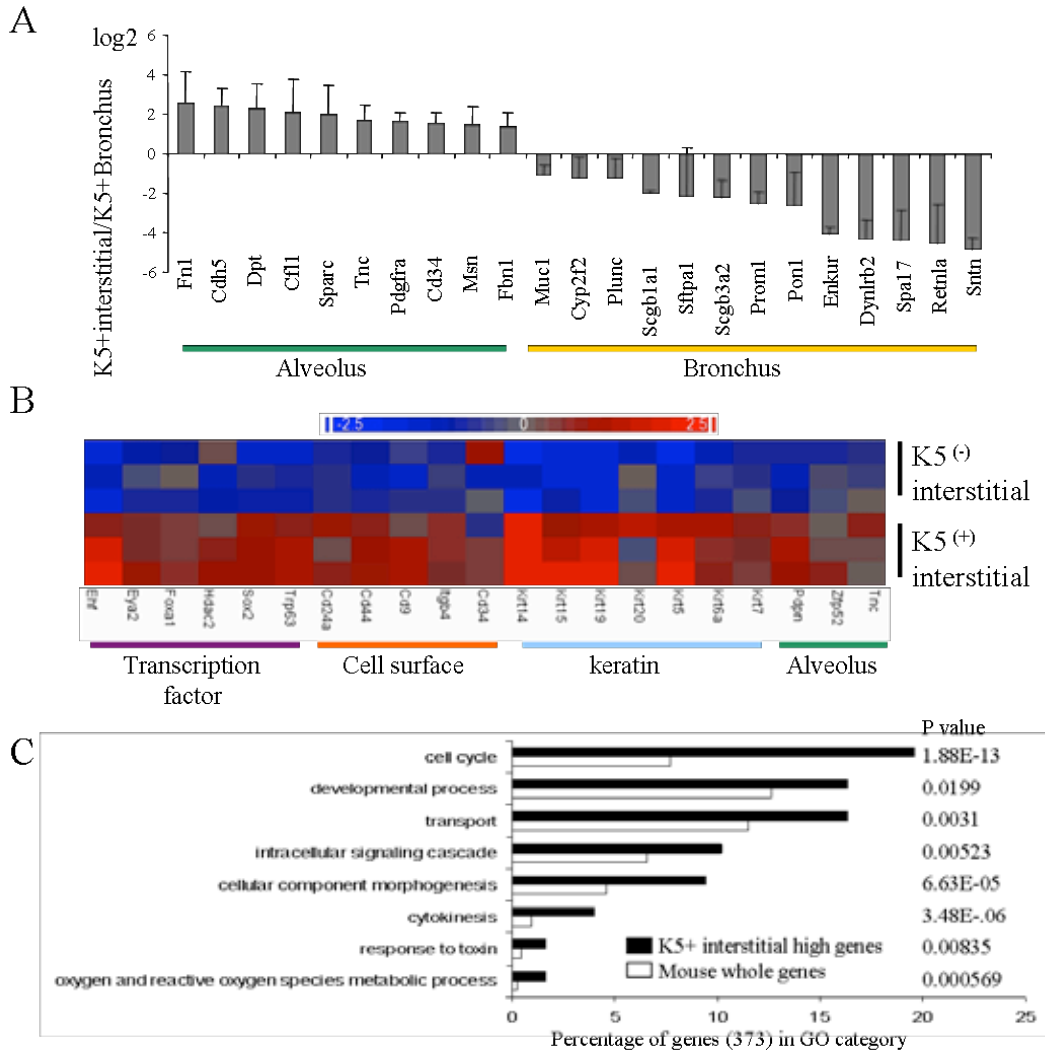 A
log2
K5+interstitial/K5+Bronchus
6
4
2
0
-2
-4
-6
Fn1
Cdh5
Dpt
Cfl1
Sparc
Tnc
Pdgfra
Cd34
Msn
Fbn1
Muc1
Cyp2f2
Plunc
Scgb1a1
Sftpa1
Scgb3a2
Prom1
Pon1
Enkur
Dynlrb2
Spa17
Retnla
Sntn
Alveolus
Bronchus
B
-2.5 0 2.5
K5 (-)
interstitial
K5 (+)
interstitial
Ehf
Eya2
Foxa1
Hdac2
Sox2
Trp63
Cd24a
Cd44
Cd9
Itgb4
Cd34
Krt14
Krt15
Krt19
Krt20
Krt5
Krt6a
Krt7
Pdpn
Zfp52
Tnc
Transcription
factor
Cell surface
keratin
Alveolus
C
P value
cell cycle 1.88E-13
developmental process 0.0199
transport 0.0031
intracellular signaling cascade 0.00523
cellular component morphogenesis 6.63E-05
cytokinesis 3.48E-.06
response to toxin 0.00835
oxygen and reactive oxygen species metabolic process 0.000569
K5+ interstitial high genes
Mouse whole genes
0 5 10 15 20 25
Percentage of genes (373) in GO category